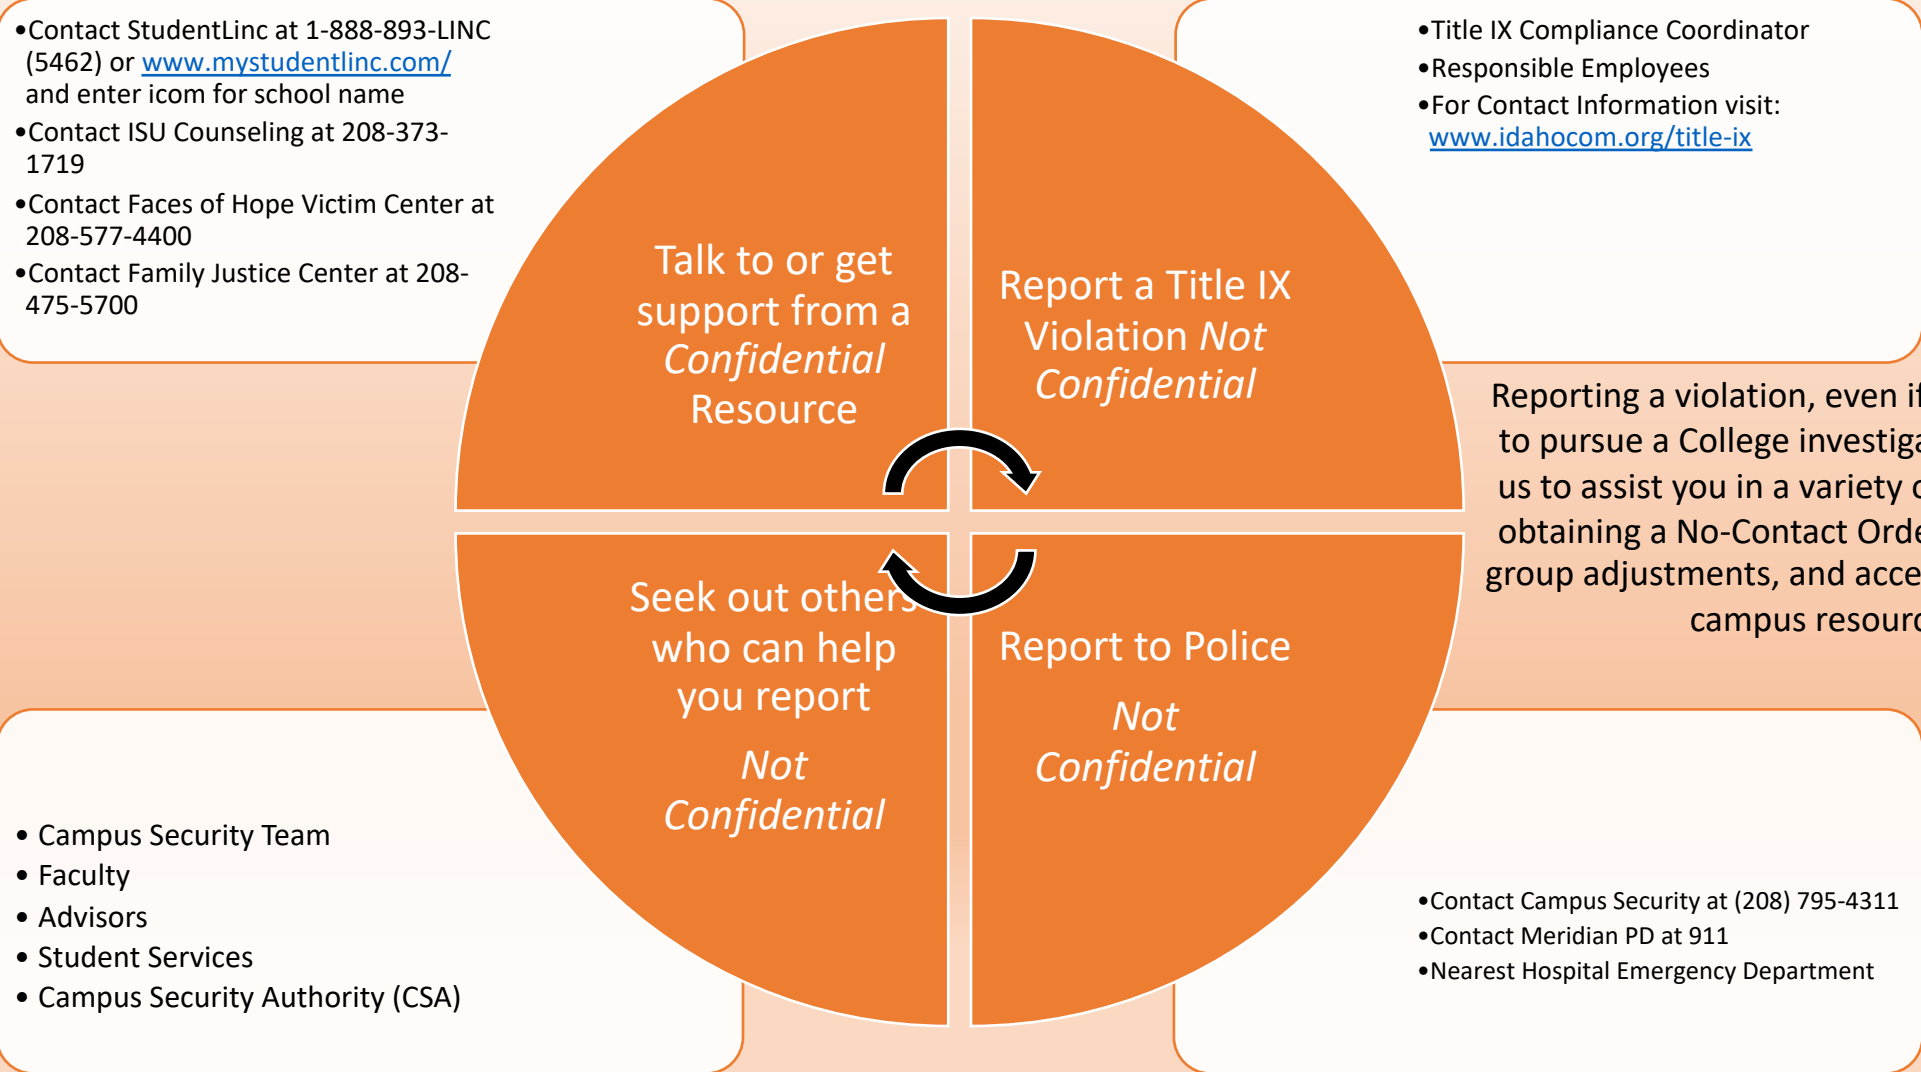 •Contact StudentLinc at 1-888-893-LINC
(5462) or www.mystudentlinc.com/
and enter icom for school name
•Contact ISU Counseling at 208-373-
1719
•Contact Faces of Hope Victim Center at
208-577-4400
•Contact Family Justice Center at 208-
475-5700
•Title IX Compliance Coordinator
•Responsible Employees
•For Contact Information visit:
www.idahocom.org/title-ix
Talk to or get
support from a
Confidential
Resource
Report a Title IX
Violation Not
Confidential
Reporting a violation, even if
to pursue a College
us to assist you in a variety
obtaining a No-Contact
group adjustments, and
campus
Seek out others
who can help
you report
Not
Confidential
Report to Police
Not
Confidential
• Campus Security Team
• Faculty
• Advisors
• Student Services
• Campus Security Authority (CSA)
•Contact Campus Security at (208) 795-4311
•Contact Meridian PD at 911
•Nearest Hospital Emergency Department